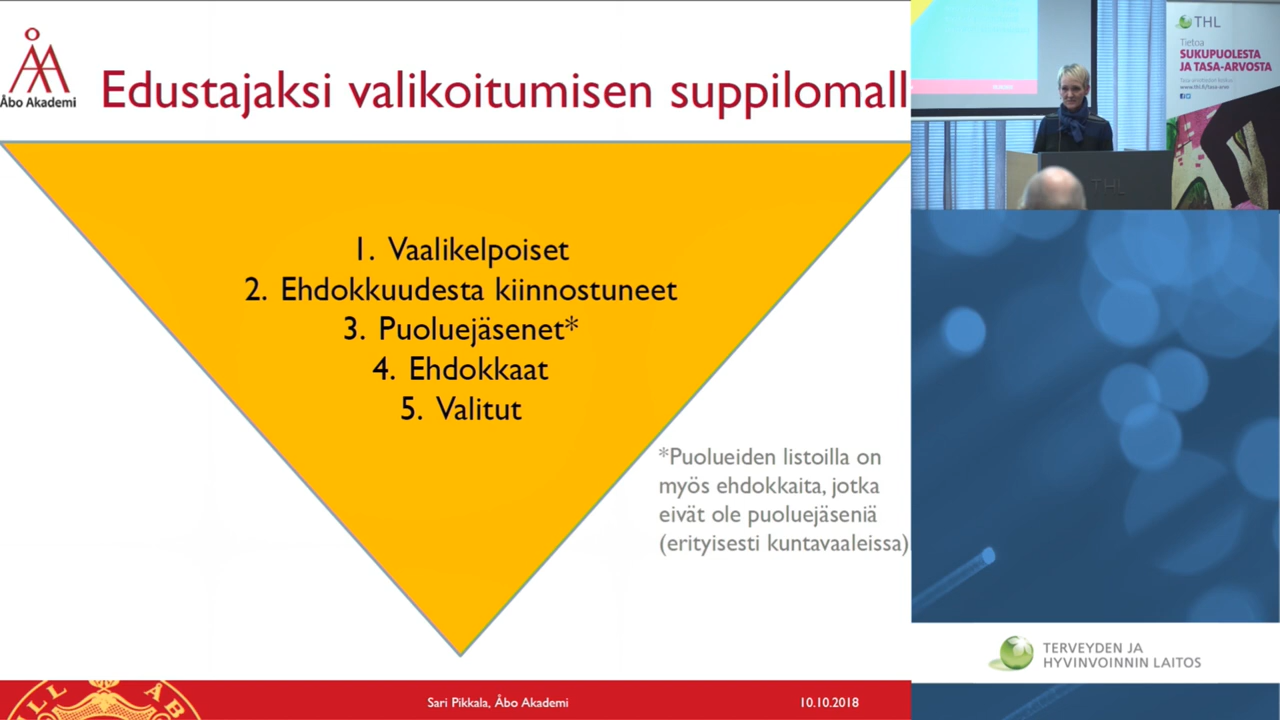 Åbo Akademi
Edustajaksi valikoitumisen suppilomall
1. Vaalikelpoiset
2. Ehdokkuudesta kiinnostuneet
3. Puoluejäsenet*
4. Ehdokkaat
5. Valitut
*Puolueiden listoilla on
myös ehdokkaita, jotka
eivät ole puoluejäseniä
(erityisesti kuntavaaleissa)
Sari Pikkala, Åbo Akademi
10.10.2018
THL
Tietoa
SUKUPUOLESTA
JA TASA-ARVOSTA
THL
TERVEYDEN JA
HYVINVOINNIN LAITOS